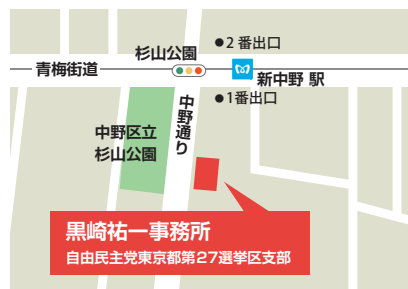 ●2番出口
杉山公園
青梅街道
新中野 駅
●1番出口
中野通り
中野区立
杉山公園
黒崎祐一事務所
自由民主党東京都第27選挙区支部